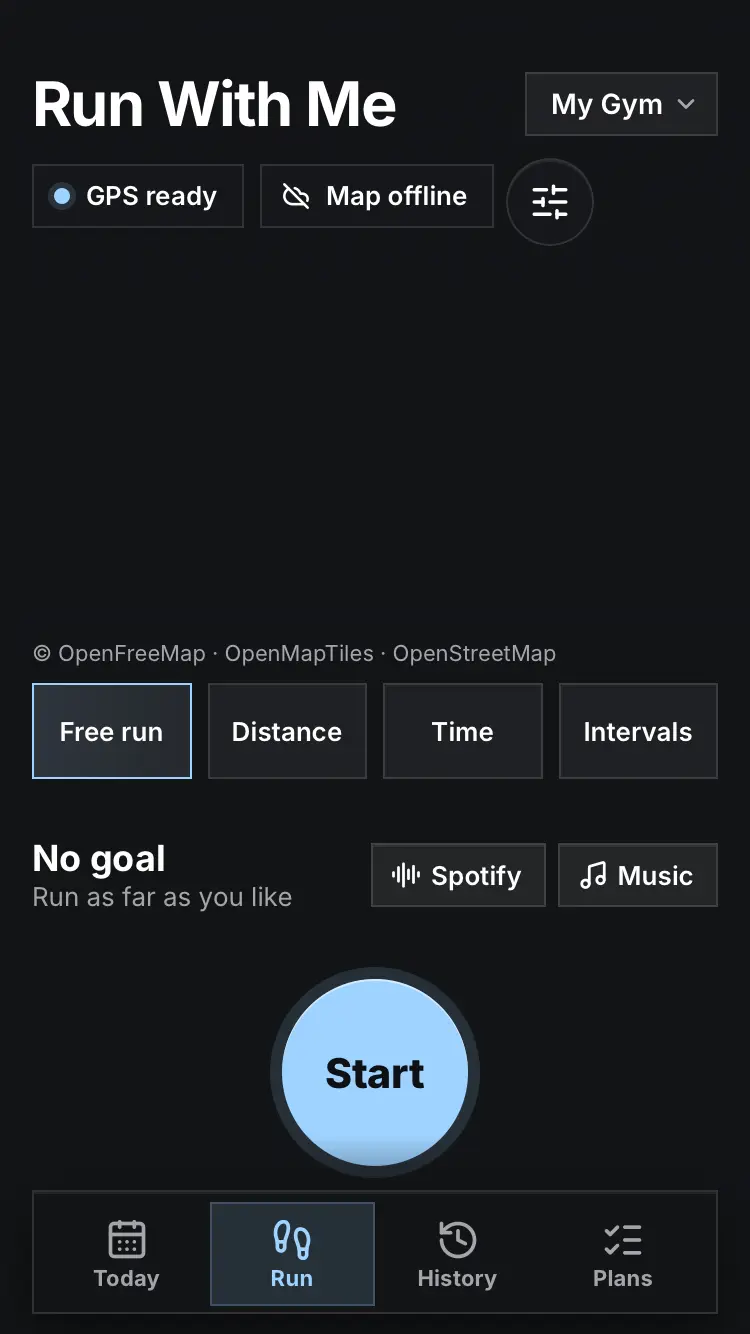 Run With Me
My Gym
GPS ready
Map offline
© OpenFreeMap · OpenMapTiles · OpenStreetMap
Free run
Distance
Time
Intervals
No goal
Run as far as you like
Spotify
Music
Start
Today
Run
History
Plans